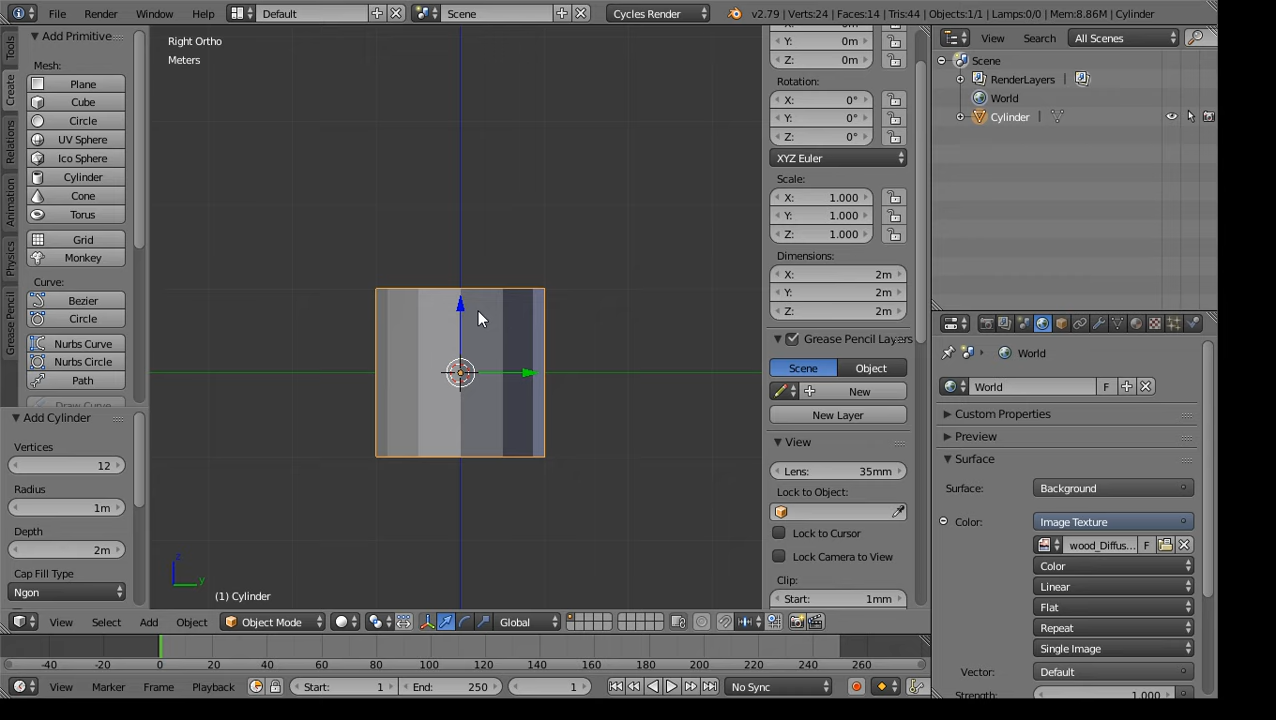 File Render Window Help Default Scene Cycles Render v2.79 | Verts:24 | Faces:14 | Tris:44 | Objects:1/1 | Lamps:0/0 | Mem:8.86M | Cylinder
Tools
Create
Relations
Animation
Physics
Grease Pencil
Add Primitive
Mesh:
Plane
Cube
Circle
UV Sphere
Ico Sphere
Cylinder
Cone
Torus
Grid
Monkey
Curve:
Bezier
Circle
Nurbs Curve
Nurbs Circle
Path
Add Cylinder
Vertices
12
Radius
1m
Depth
2m
Cap Fill Type
Ngon
Right Ortho
Meters
z
y
(1) Cylinder
Y: 0m
Z: 0m
Rotation:
X: 0°
Y: 0°
Z: 0°
XYZ Euler
Scale:
X: 1.000
Y: 1.000
Z: 1.000
Dimensions:
X: 2m
Y: 2m
Z: 2m
Grease Pencil Layers
Scene Object
New
New Layer
View
Lens: 35mm
Lock to Object:
Lock to Cursor
Lock Camera to View
Clip:
Start: 1mm
View Search All Scenes
Scene
RenderLayers
World
Cylinder
World
World F
Custom Properties
Preview
Surface
Surface: Background
Color: Image Texture
wood_Diffus... F
Color
Linear
Flat
Repeat
Single Image
Vector: Default
Strength: 1.000
View Select Add Object Object Mode Global
-40 -20 0 20 40 60 80 100 120 140 160 180 200 220 240 260
View Marker Frame Playback Start: 1 End: 250 1 No Sync